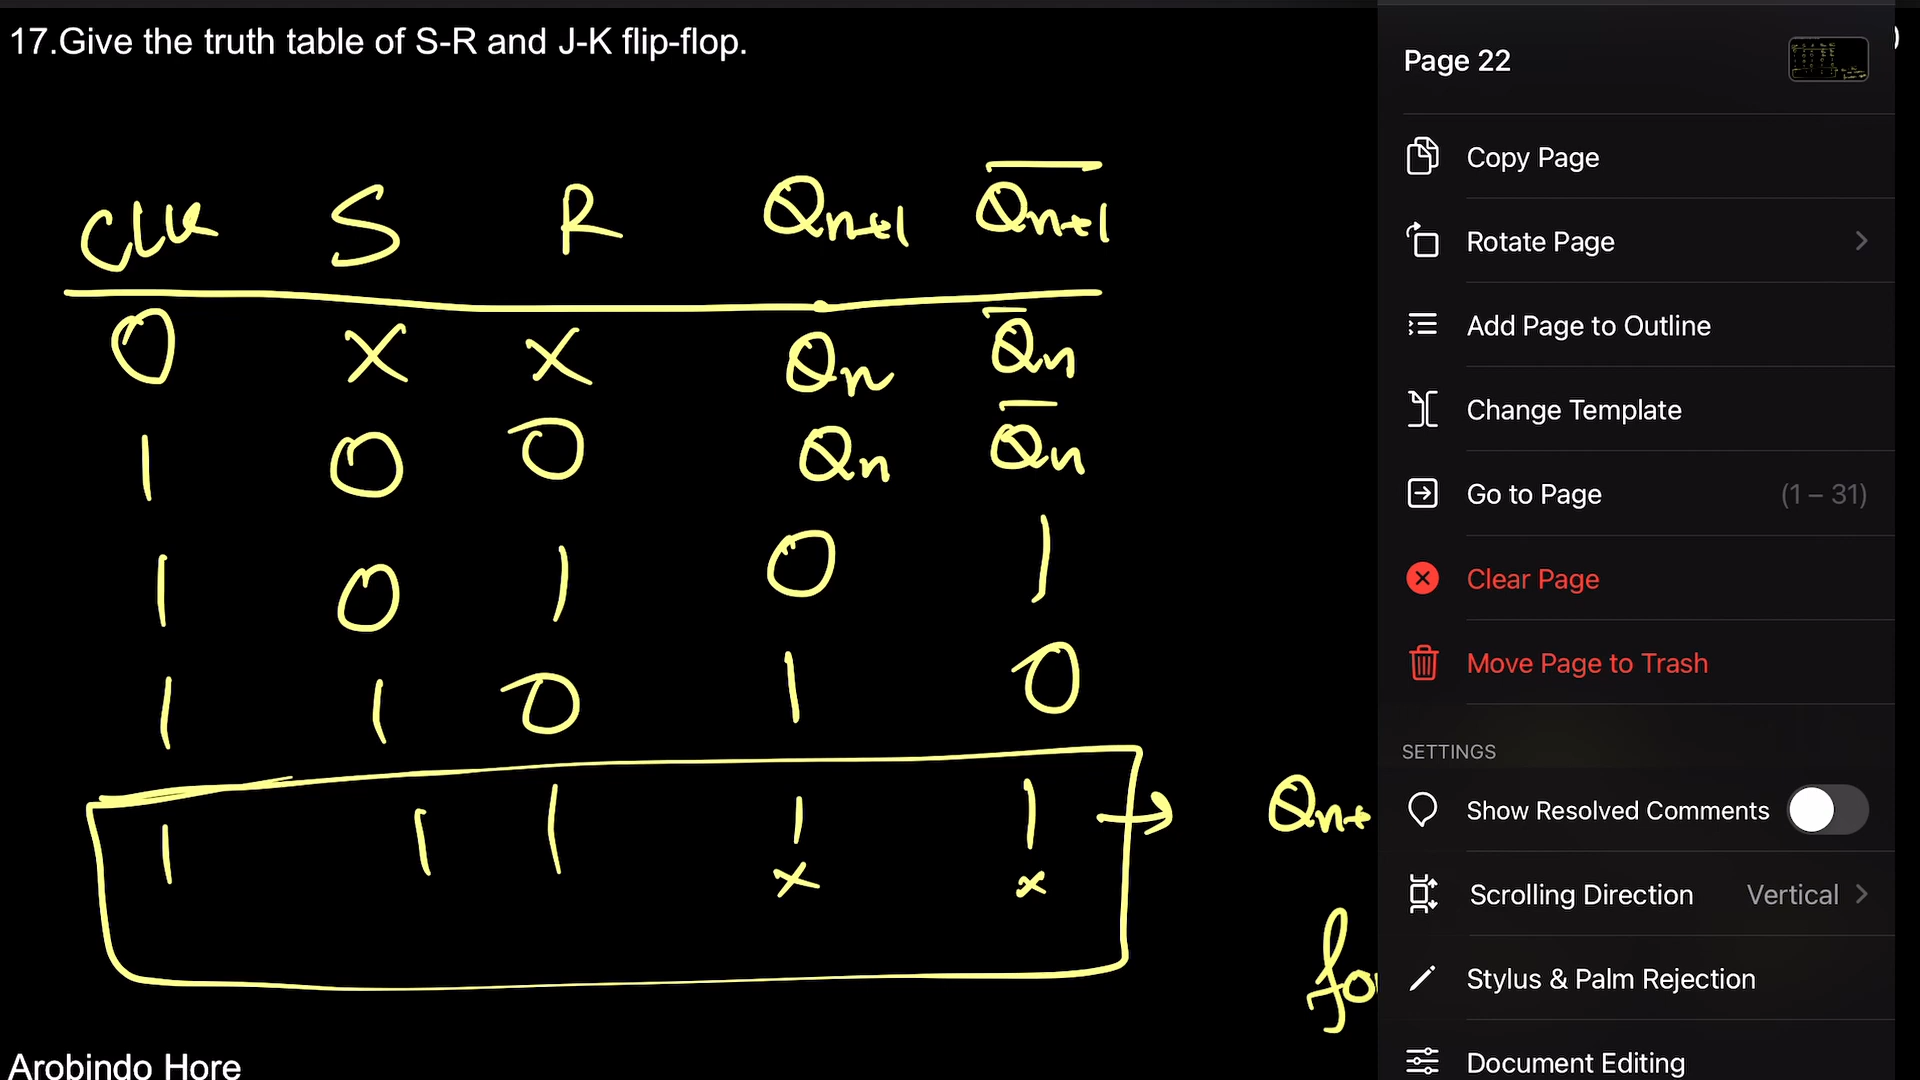 17.Give the truth table of S-R and J-K flip-flop.
CLK S R Qn+1 Q̅n+1
0 X X Qn Q̅n
1 0 0 Qn Q̅n
1 0 1 0 1
1 1 0 1 0
1 1 1 1 1 → Qn+
x x
fo
Arobindo Hore
Page 22
Copy Page
Rotate Page
Add Page to Outline
Change Template
Go to Page (1 – 31)
Clear Page
Move Page to Trash
SETTINGS
Show Resolved Comments
Scrolling Direction Vertical
Stylus & Palm Rejection
Document Editing